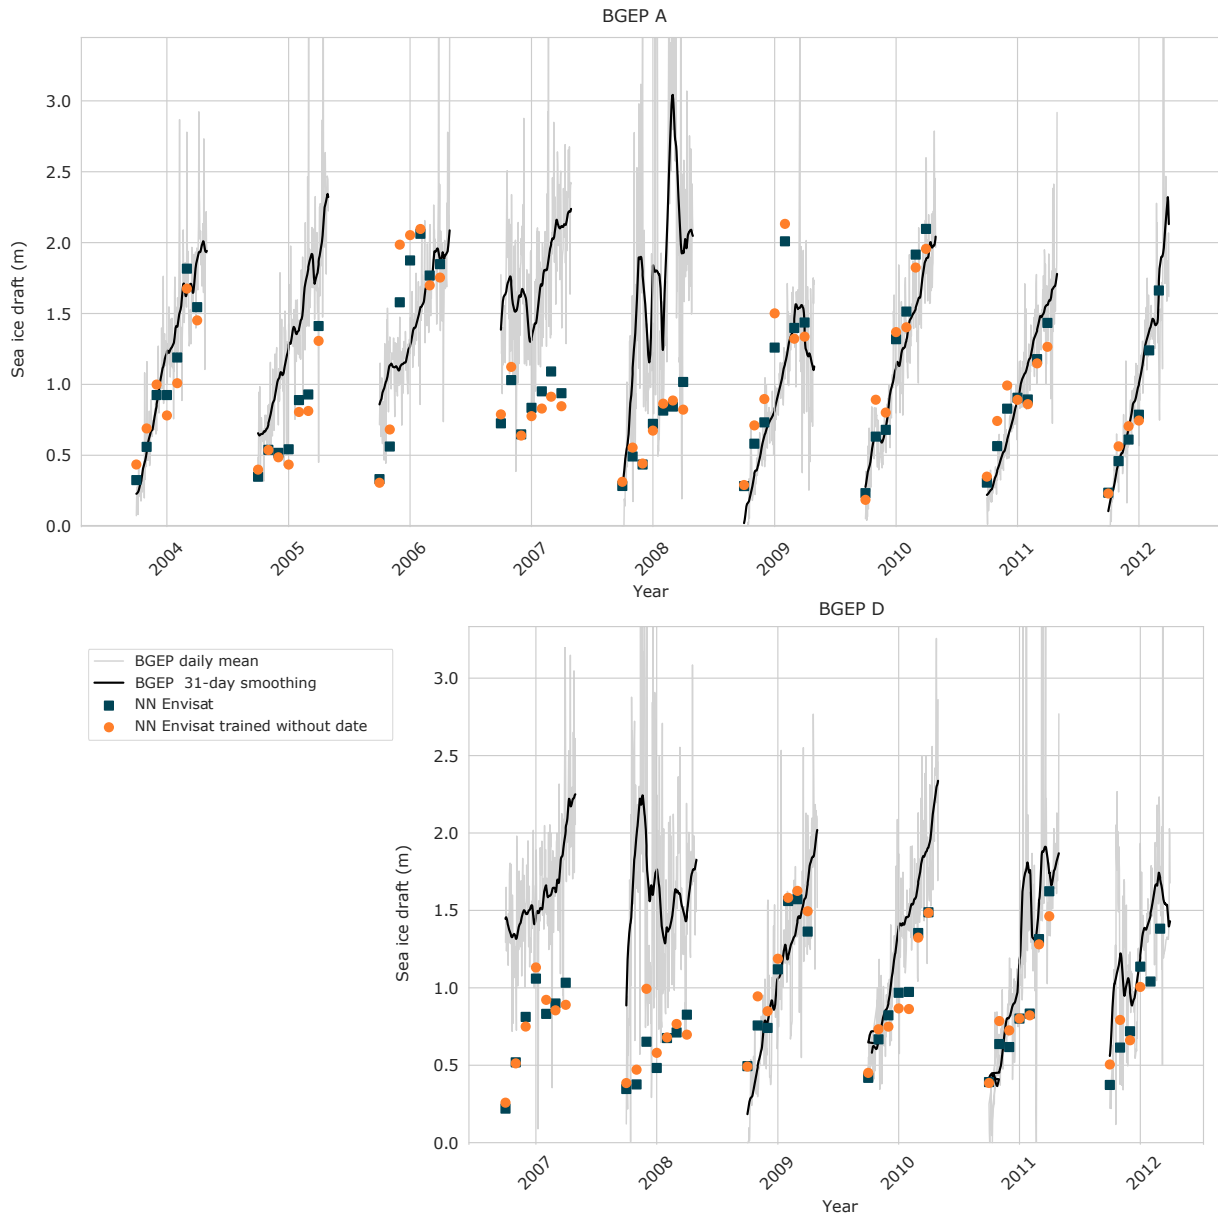 BGEP A
3.0
2.5
2.0
1.5
1.0
0.5
0.0
Sea ice draft (m)
2004
2005
2006
2007
2008
2009
2010
2011
2012
Year
BGEP D
BGEP daily mean
BGEP 31-day smoothing
NN Envisat
NN Envisat trained without date
3.0
2.5
2.0
1.5
1.0
0.5
0.0
Sea ice draft (m)
2007
2008
2009
2010
2011
2012
Year